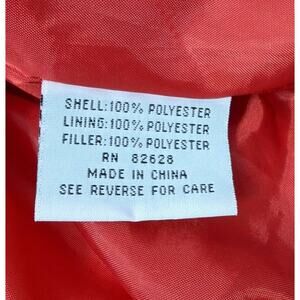 SHELL:100% POLYESTER
LINING:100% POLYESTER
FILLER:100% POLYESTER
RN 82628
MADE IN CHINA
SEE REVERSE FOR CARE